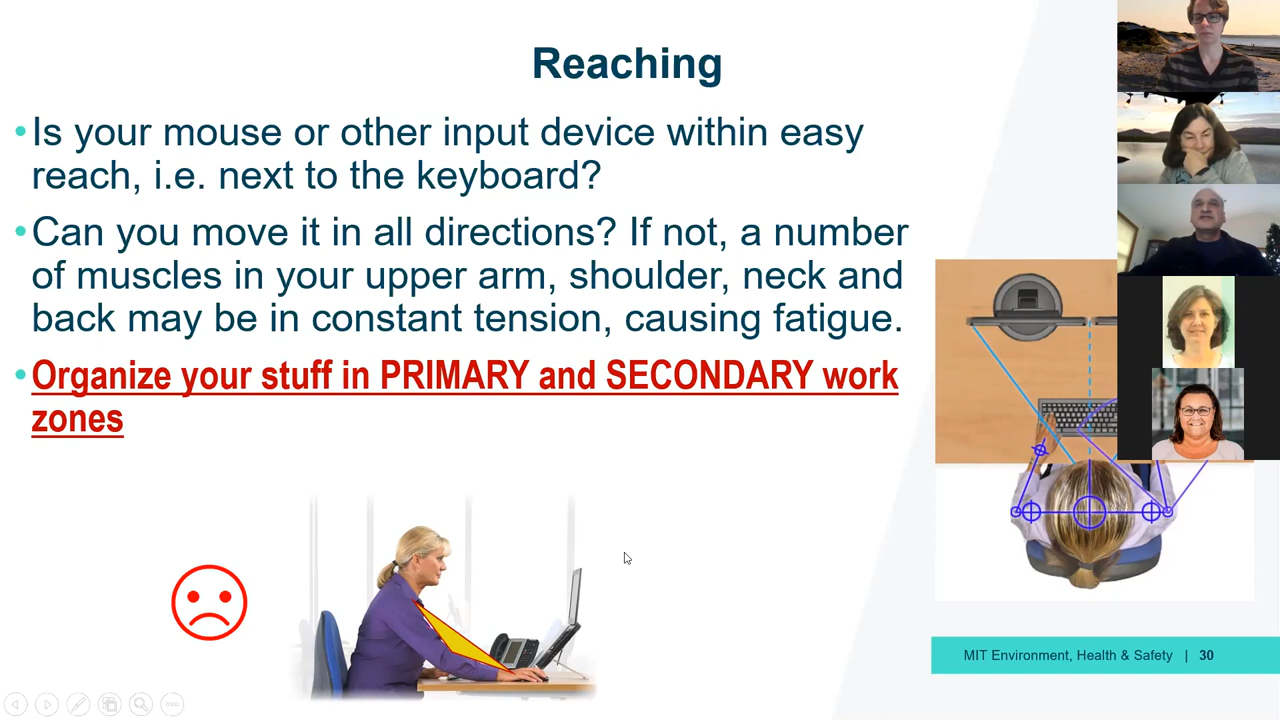 Reaching
•Is your mouse or other input device within easy
reach, i.e. next to the keyboard?
•Can you move it in all directions? If not, a number
of muscles in your upper arm, shoulder, neck and
back may be in constant tension, causing fatigue.
•Organize your stuff in PRIMARY and SECONDARY work
zones
MIT Environment, Health & Safety | 30